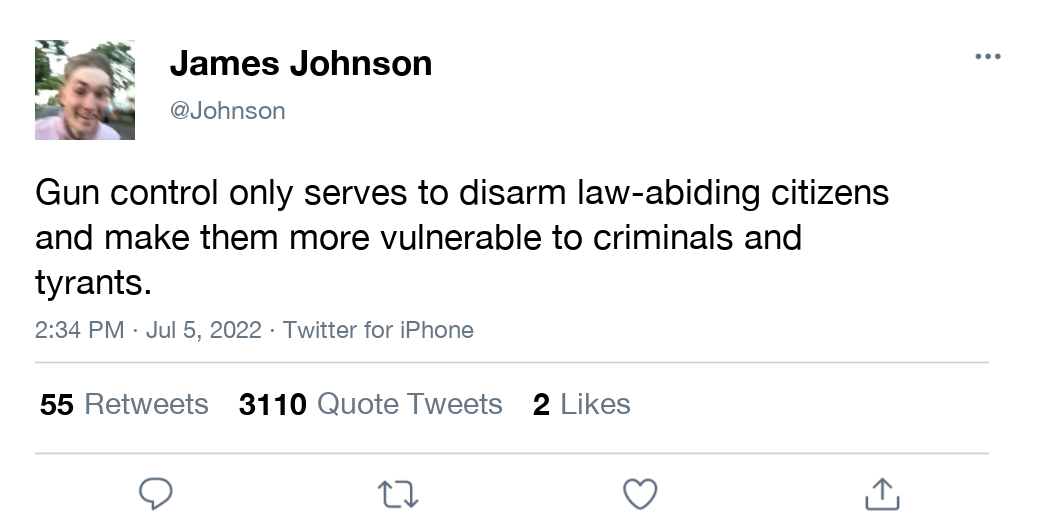 James Johnson
@Johnson
Gun control only serves to disarm law-abiding citizens
and make them more vulnerable to criminals and
tyrants.
2:34 PM · Jul 5, 2022 · Twitter for iPhone
55 Retweets 3110 Quote Tweets 2 Likes